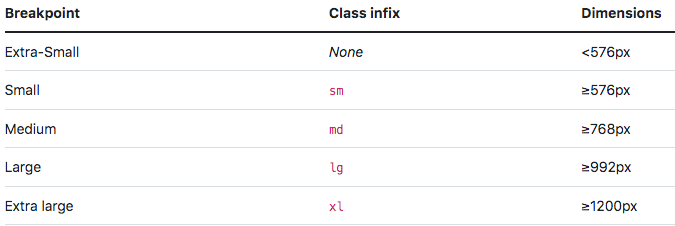 Breakpoint Class infix Dimensions
Extra-Small None <576px
Small sm ≥576px
Medium md ≥768px
Large lg ≥992px
Extra large xl ≥1200px